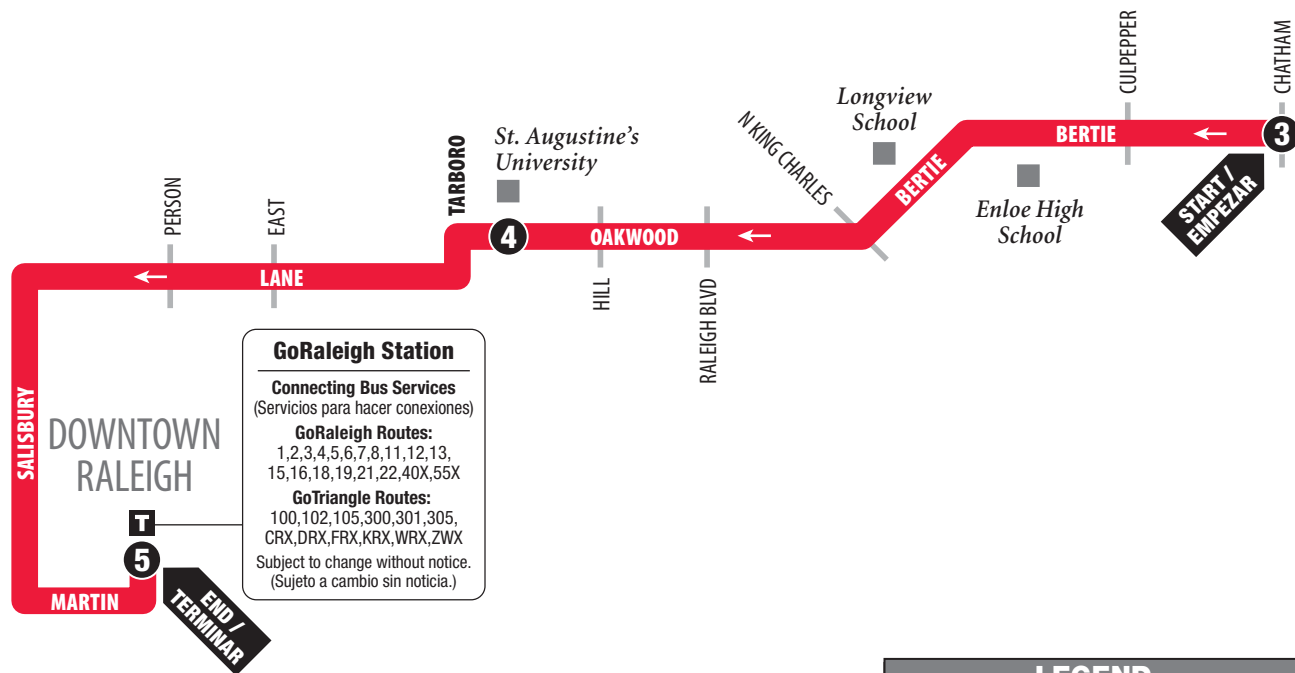 CULPEPPER
CHATHAM
Longview
School
N KING CHARLES
BERTIE
3
BERTIE
START /
EMPEZAR
Enloe High
School
St. Augustine's
University
TARBORO
4
OAKWOOD
HILL
RALEIGH BLVD
PERSON
EAST
LANE
SALISBURY
DOWNTOWN
RALEIGH
T
5
MARTIN
END /
TERMINAR
GoRaleigh Station
Connecting Bus Services
(Servicios para hacer conexiones)
GoRaleigh Routes:
1,2,3,4,5,6,7,8,11,12,13,
15,16,18,19,21,22,40X,55X
GoTriangle Routes:
100,102,105,300,301,305,
CRX,DRX,FRX,KRX,WRX,ZWX
Subject to change without notice.
(Sujeto a cambio sin noticia.)
LEGEND